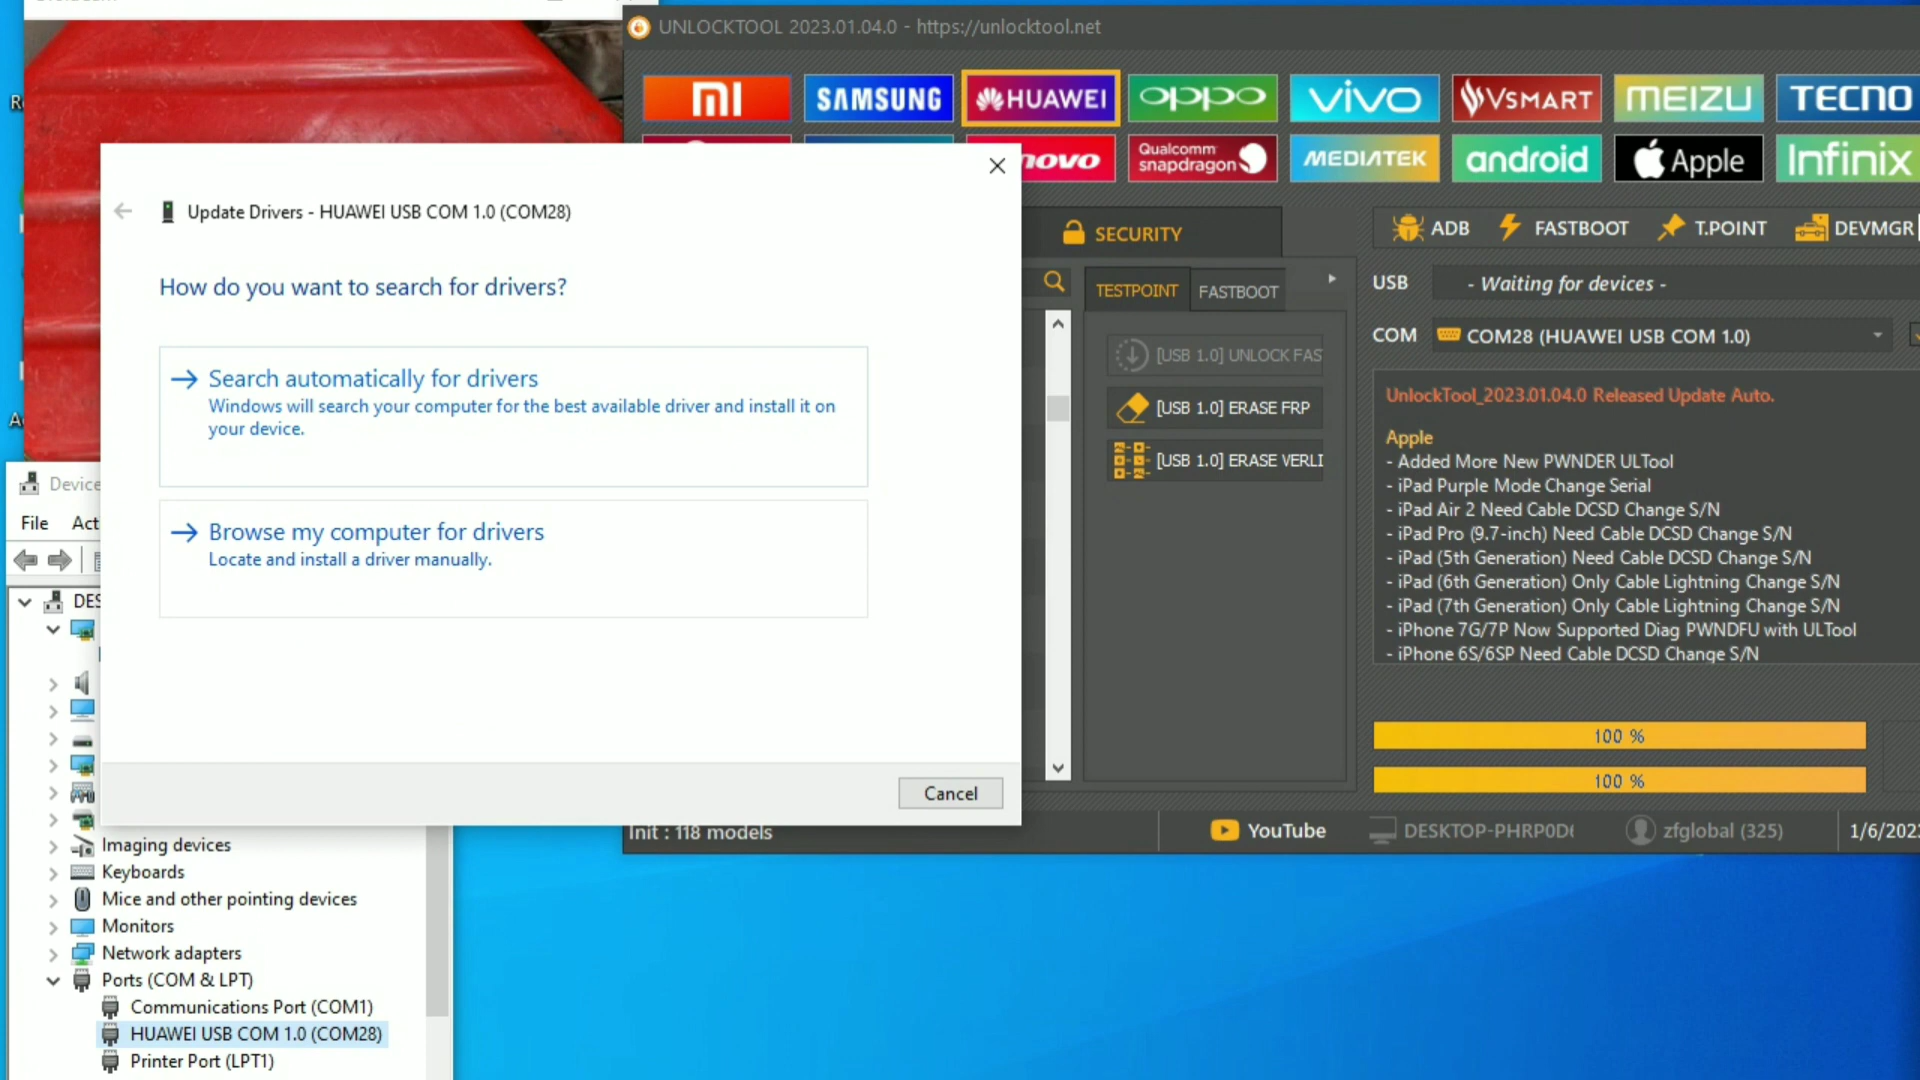 UNLOCKTOOL 2023.01.04.0 - https://unlocktool.net
mi
SAMSUNG
HUAWEI
oppo
vivo
VSMART
MEIZU
TECNO
novo
Qualcomm
snapdragon
MEDIATEK
android
Apple
Infinix
Update Drivers - HUAWEI USB COM 1.0 (COM28)
How do you want to search for drivers?
Search automatically for drivers
Windows will search your computer for the best available driver and install it on
your device.
Browse my computer for drivers
Locate and install a driver manually.
Cancel
SECURITY
TESTPOINT
FASTBOOT
[USB 1.0] UNLOCK FAS
[USB 1.0] ERASE FRP
[USB 1.0] ERASE VERLI
ADB
FASTBOOT
T.POINT
DEVMGR
USB
- Waiting for devices -
COM
COM28 (HUAWEI USB COM 1.0)
UnlockTool_2023.01.04.0 Released Update Auto.
Apple
- Added More New PWNDER ULTool
- iPad Purple Mode Change Serial
- iPad Air 2 Need Cable DCSD Change S/N
- iPad Pro (9.7-inch) Need Cable DCSD Change S/N
- iPad (5th Generation) Need Cable DCSD Change S/N
- iPad (6th Generation) Only Cable Lightning Change S/N
- iPad (7th Generation) Only Cable Lightning Change S/N
- iPhone 7G/7P Now Supported Diag PWNDFU with ULTool
- iPhone 6S/6SP Need Cable DCSD Change S/N
100 %
100 %
Init : 118 models
YouTube
DESKTOP-PHRP0D
zfglobal (325)
1/6/202
Device
File Act
DES
Imaging devices
Keyboards
Mice and other pointing devices
Monitors
Network adapters
Ports (COM & LPT)
Communications Port (COM1)
HUAWEI USB COM 1.0 (COM28)
Printer Port (LPT1)